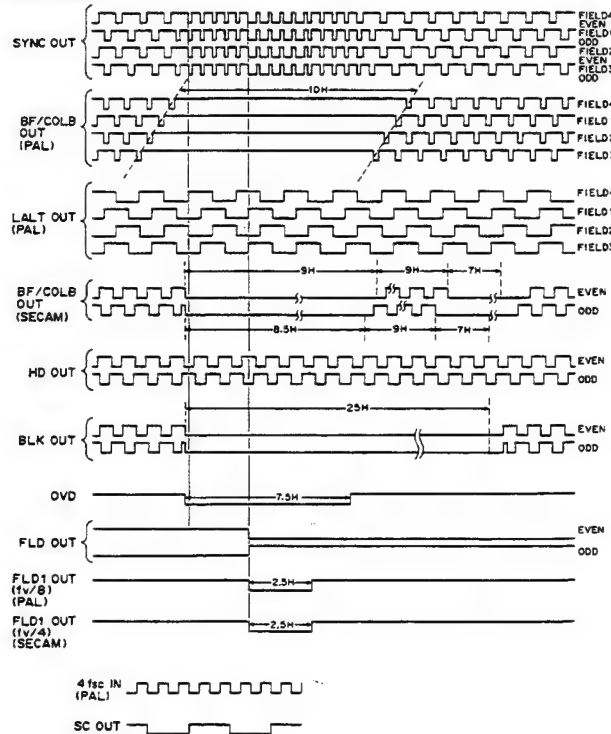 FIELD4
EVEN
SYNC OUT
FIELD1
ODD
FIELD2
EVEN
FIELD3
ODD
10H
BF/COLB
OUT
(PAL)
FIELD4
FIELD1
FIELD3
LALT OUT
(PAL)
FIELD4
FIELD1
FIELD2
FIELD3
9H
9H
7H
BF/COLB
OUT
(SECAM)
EVEN
ODD
8.5H
9H
7H
HD OUT
EVEN
ODD
25H
BLK OUT
EVEN
ODD
OVD
7.5H
FLD OUT
EVEN
ODD
FLD1 OUT
(fv/8)
(PAL)
2.5H
FLD1 OUT
(fv/4)
(SECAM)
2.5H
4 fsc IN
(PAL)
SC OUT